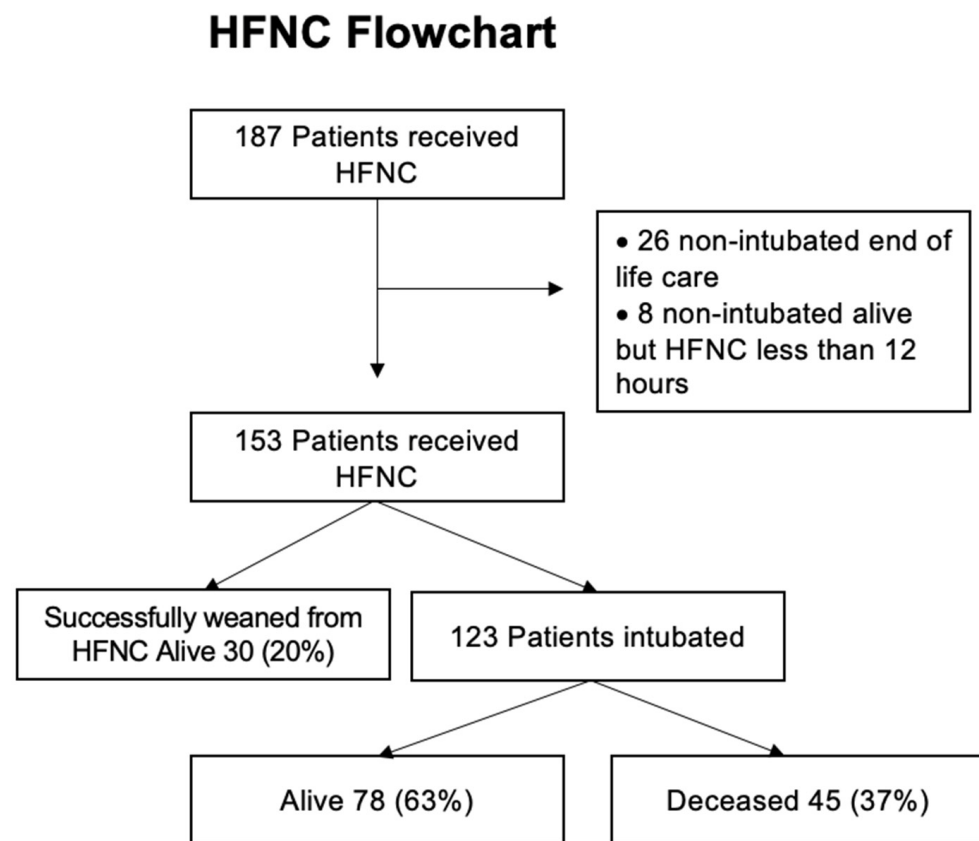 HFNC Flowchart
187 Patients received
HFNC
• 26 non-intubated end of
life care
• 8 non-intubated alive
but HFNC less than 12
hours
153 Patients received
HFNC
Successfully weaned from
HFNC Alive 30 (20%)
123 Patients intubated
Alive 78 (63%)
Deceased 45 (37%)